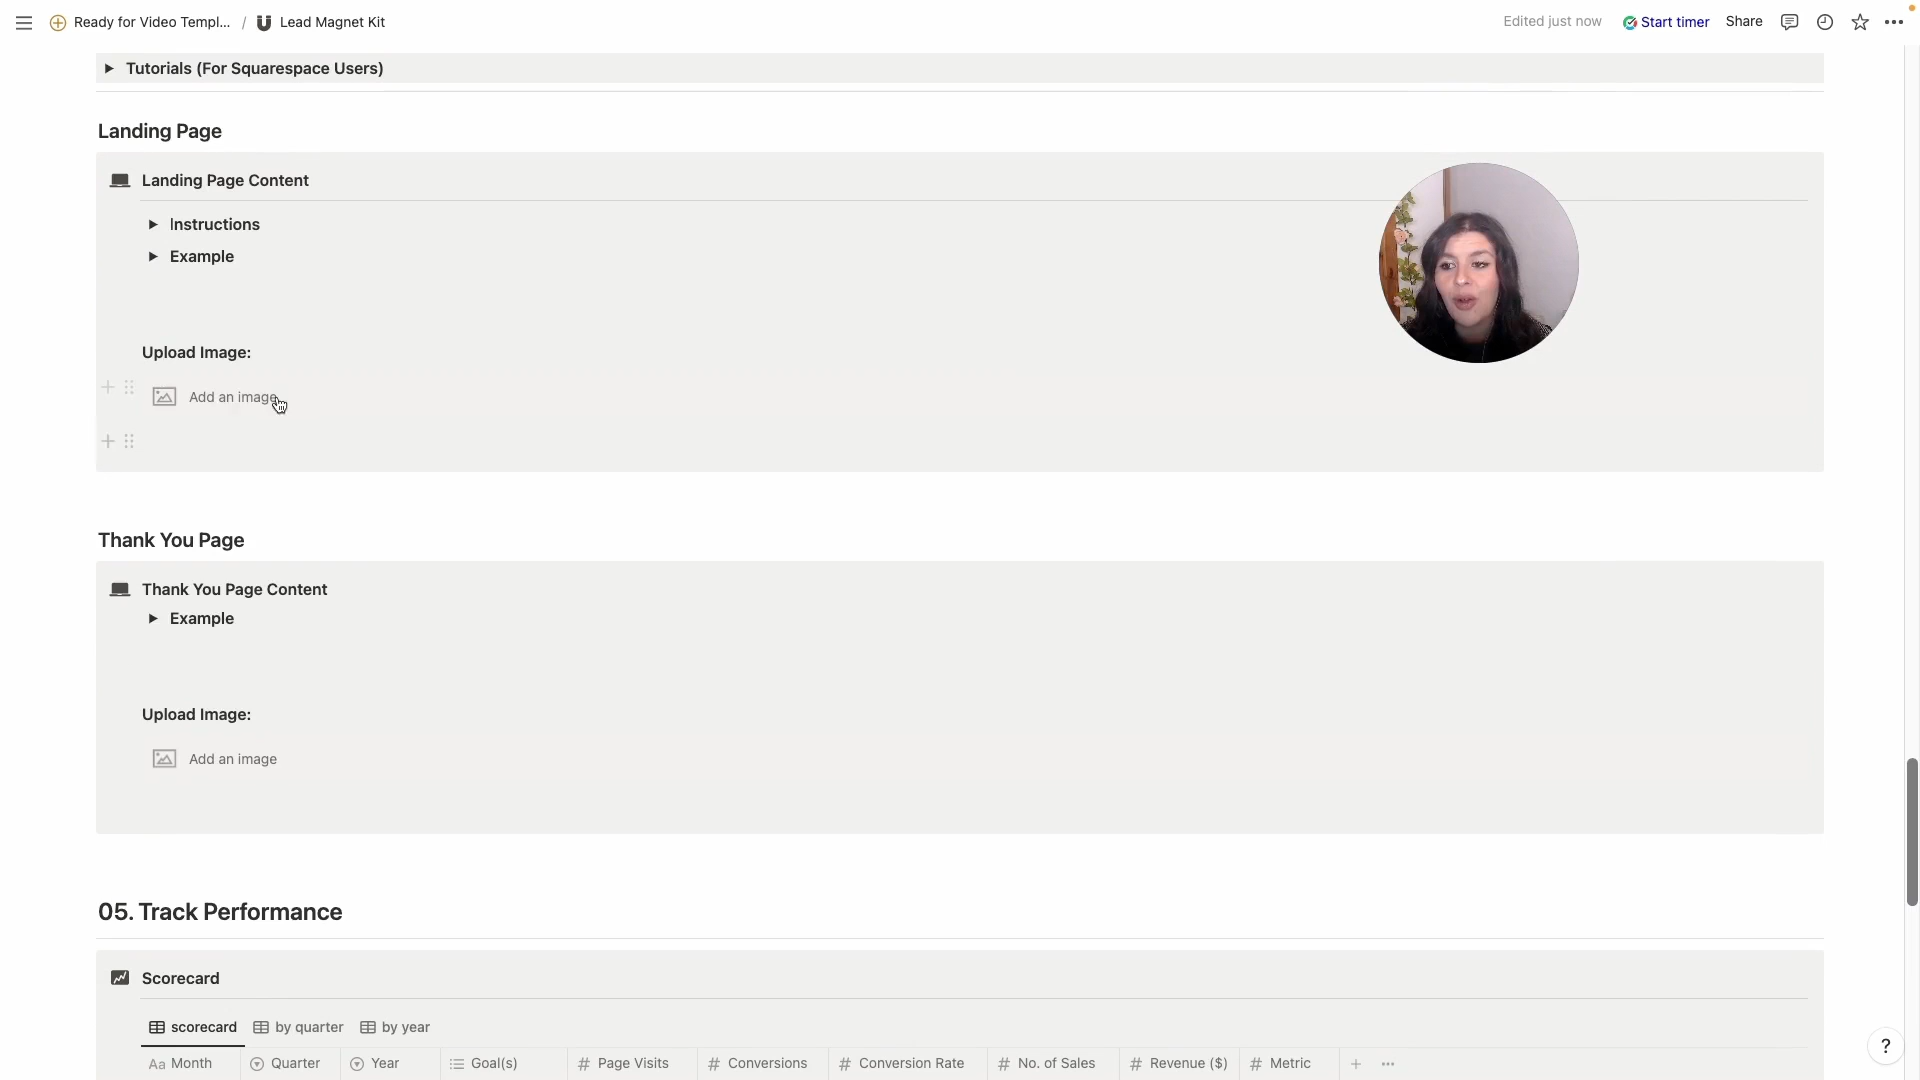 Ready for Video Templ... / Lead Magnet Kit
Edited just now Start timer Share
Tutorials (For Squarespace Users)
Landing Page
Landing Page Content
Instructions
Example
Upload Image:
Add an image
Thank You Page
Thank You Page Content
Example
Upload Image:
Add an image
05. Track Performance
Scorecard
scorecard by quarter by year
Aa Month Quarter Year Goal(s) # Page Visits # Conversions # Conversion Rate # No. of Sales # Revenue ($) # Metric + ...
?